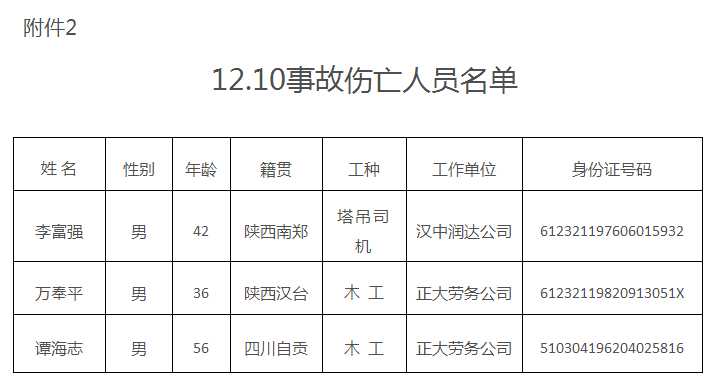 附件2
12.10事故伤亡人员名单
姓 名 性别 年龄 籍贯 工种 工作单位 身份证号码
李富强 男 42 陕西南郑 塔吊司机 汉中润达公司 612321197606015932
万奉平 男 36 陕西汉台 木 工 正大劳务公司 61232119820913051X
谭海志 男 56 四川自贡 木 工 正大劳务公司 510304196204025816